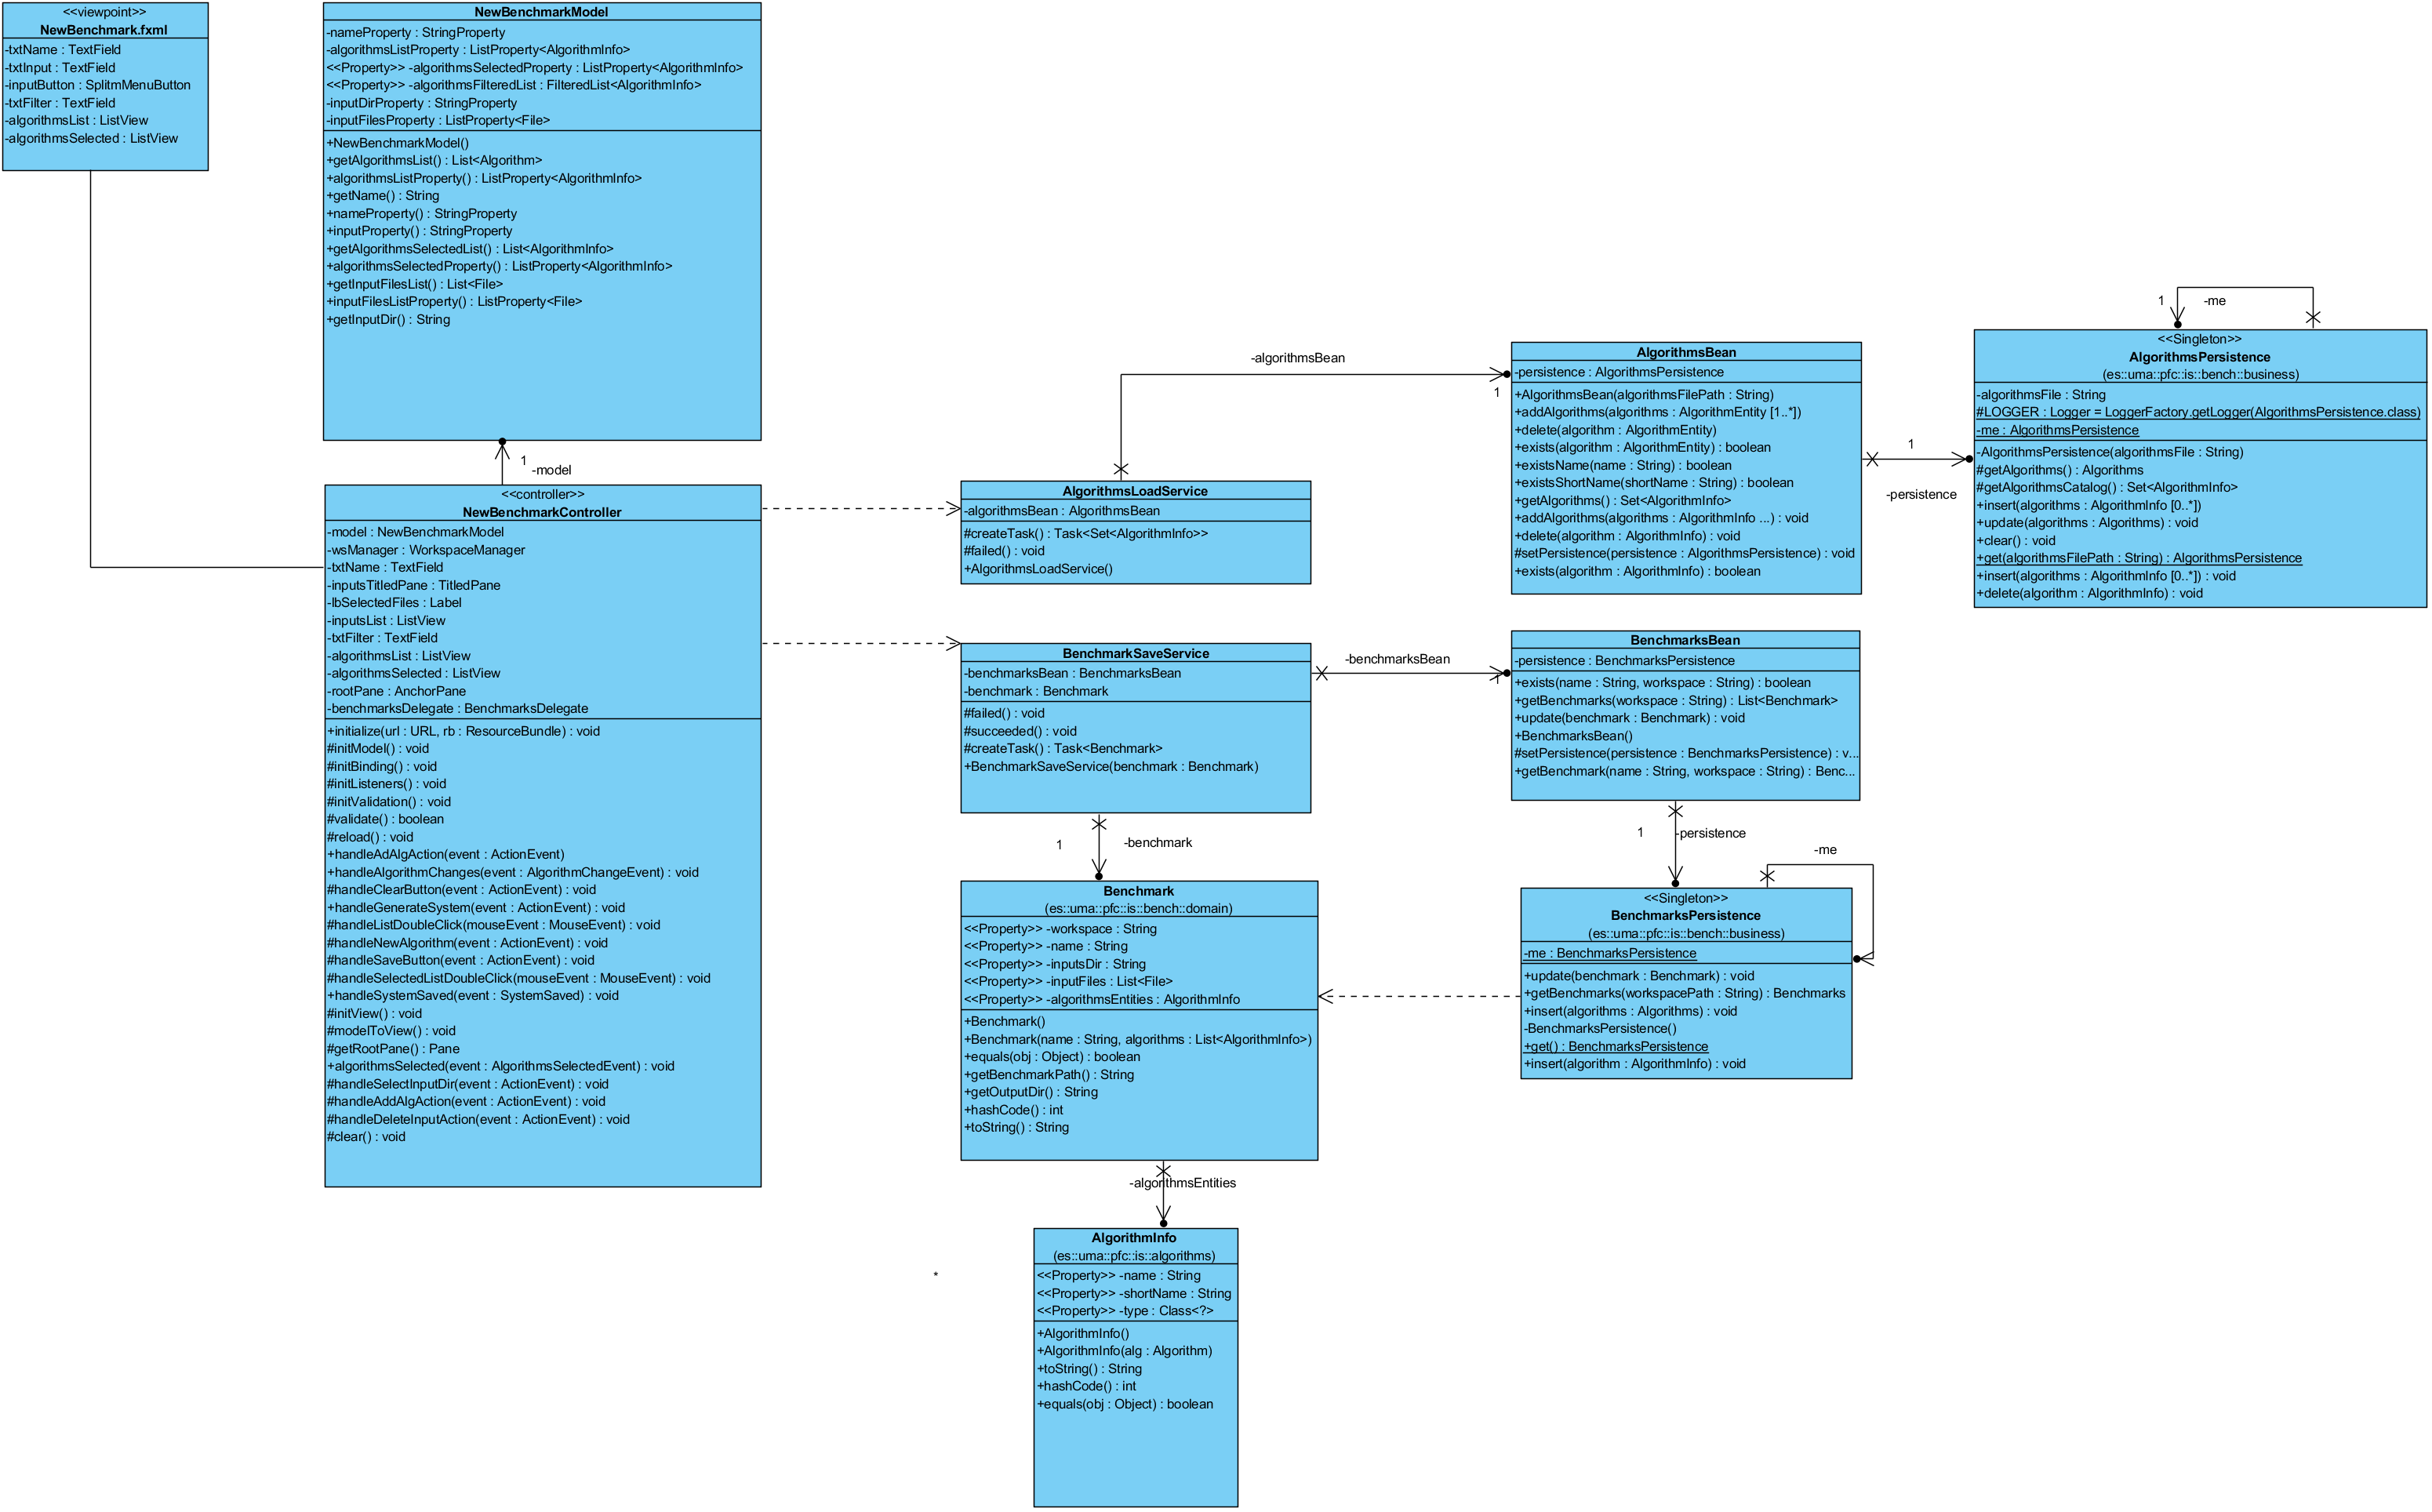 <<viewpoint>>
NewBenchmark.fxml
-txtName : TextField
-txtInput : TextField
-inputButton : SplitmMenuButton
-txtFilter : TextField
-algorithmsList : ListView
-algorithmsSelected : ListView
NewBenchmarkModel
-nameProperty : StringProperty
-algorithmsListProperty : ListProperty<AlgorithmInfo>
<<Property>> -algorithmsSelectedProperty : ListProperty<AlgorithmInfo>
<<Property>> -algorithmsFilteredList : FilteredList<AlgorithmInfo>
-inputDirProperty : StringProperty
-inputFilesProperty : ListProperty<File>
+NewBenchmarkModel()
+getAlgorithmsList() : List<Algorithm>
+algorithmsListProperty() : ListProperty<AlgorithmInfo>
+getName() : String
+nameProperty() : StringProperty
+inputProperty() : StringProperty
+getAlgorithmsSelectedList() : List<AlgorithmInfo>
+algorithmsSelectedProperty() : ListProperty<AlgorithmInfo>
+getInputFilesList() : List<File>
+inputFilesListProperty() : ListProperty<File>
+getInputDir() : String
1
-model
<<controller>>
NewBenchmarkController
-model : NewBenchmarkModel
-wsManager : WorkspaceManager
-txtName : TextField
-inputsTitledPane : TitledPane
-lbSelectedFiles : Label
-inputsList : ListView
-txtFilter : TextField
-algorithmsList : ListView
-algorithmsSelected : ListView
-rootPane : AnchorPane
-benchmarksDelegate : BenchmarksDelegate
+initialize(url : URL, rb : ResourceBundle) : void
#initModel() : void
#initBinding() : void
#initListeners() : void
#initValidation() : void
#validate() : boolean
#reload() : void
+handleAdAlgAction(event : ActionEvent)
+handleAlgorithmChanges(event : AlgorithmChangeEvent) : void
#handleClearButton(event : ActionEvent) : void
+handleGenerateSystem(event : ActionEvent) : void
#handleListDoubleClick(mouseEvent : MouseEvent) : void
#handleNewAlgorithm(event : ActionEvent) : void
#handleSaveButton(event : ActionEvent) : void
#handleSelectedListDoubleClick(mouseEvent : MouseEvent) : void
+handleSystemSaved(event : SystemSaved) : void
#initView() : void
#modelToView() : void
#getRootPane() : Pane
+algorithmsSelected(event : AlgorithmsSelectedEvent) : void
#handleSelectInputDir(event : ActionEvent) : void
#handleAddAlgAction(event : ActionEvent) : void
#handleDeleteInputAction(event : ActionEvent) : void
#clear() : void
-algorithmsBean
1
AlgorithmsLoadService
-algorithmsBean : AlgorithmsBean
#createTask() : Task<Set<AlgorithmInfo>>
#failed() : void
+AlgorithmsLoadService()
AlgorithmsBean
-persistence : AlgorithmsPersistence
+AlgorithmsBean(algorithmsFilePath : String)
+addAlgorithms(algorithms : AlgorithmEntity [1..*])
+delete(algorithm : AlgorithmEntity)
+exists(algorithm : AlgorithmEntity) : boolean
+existsName(name : String) : boolean
+existsShortName(shortName : String) : boolean
+getAlgorithms() : Set<AlgorithmInfo>
+addAlgorithms(algorithms : AlgorithmInfo ...) : void
+delete(algorithm : AlgorithmInfo) : void
#setPersistence(persistence : AlgorithmsPersistence) : void
+exists(algorithm : AlgorithmInfo) : boolean
1
-persistence
1
-me
<<Singleton>>
AlgorithmsPersistence
(es::uma::pfc::is::bench::business)
-algorithmsFile : String
#LOGGER : Logger = LoggerFactory.getLogger(AlgorithmsPersistence.class)
-me : AlgorithmsPersistence
-AlgorithmsPersistence(algorithmsFile : String)
#getAlgorithms() : Algorithms
#getAlgorithmsCatalog() : Set<AlgorithmInfo>
+insert(algorithms : AlgorithmInfo [0..*])
+update(algorithms : Algorithms) : void
+clear() : void
+get(algorithmsFilePath : String) : AlgorithmsPersistence
+insert(algorithms : AlgorithmInfo [0..*]) : void
+delete(algorithm : AlgorithmInfo) : void
BenchmarkSaveService
-benchmarksBean : BenchmarksBean
-benchmark : Benchmark
#failed() : void
#succeeded() : void
#createTask() : Task<Benchmark>
+BenchmarkSaveService(benchmark : Benchmark)
-benchmarksBean
1
BenchmarksBean
-persistence : BenchmarksPersistence
+exists(name : String, workspace : String) : boolean
+getBenchmarks(workspace : String) : List<Benchmark>
+update(benchmark : Benchmark) : void
+BenchmarksBean()
#setPersistence(persistence : BenchmarksPersistence) : v...
+getBenchmark(name : String, workspace : String) : Benc...
1
-benchmark
1
-persistence
-me
Benchmark
(es::uma::pfc::is::bench::domain)
<<Property>> -workspace : String
<<Property>> -name : String
<<Property>> -inputsDir : String
<<Property>> -inputFiles : List<File>
<<Property>> -algorithmsEntities : AlgorithmInfo
+Benchmark()
+Benchmark(name : String, algorithms : List<AlgorithmInfo>)
+equals(obj : Object) : boolean
+getBenchmarkPath() : String
+getOutputDir() : String
+hashCode() : int
+toString() : String
<<Singleton>>
BenchmarksPersistence
(es::uma::pfc::is::bench::business)
-me : BenchmarksPersistence
+update(benchmark : Benchmark) : void
+getBenchmarks(workspacePath : String) : Benchmarks
+insert(algorithms : Algorithms) : void
-BenchmarksPersistence()
+get() : BenchmarksPersistence
+insert(algorithm : AlgorithmInfo) : void
-algorithmsEntities
*
AlgorithmInfo
(es::uma::pfc::is::algorithms)
<<Property>> -name : String
<<Property>> -shortName : String
<<Property>> -type : Class<?>
+AlgorithmInfo()
+AlgorithmInfo(alg : Algorithm)
+toString() : String
+hashCode() : int
+equals(obj : Object) : boolean